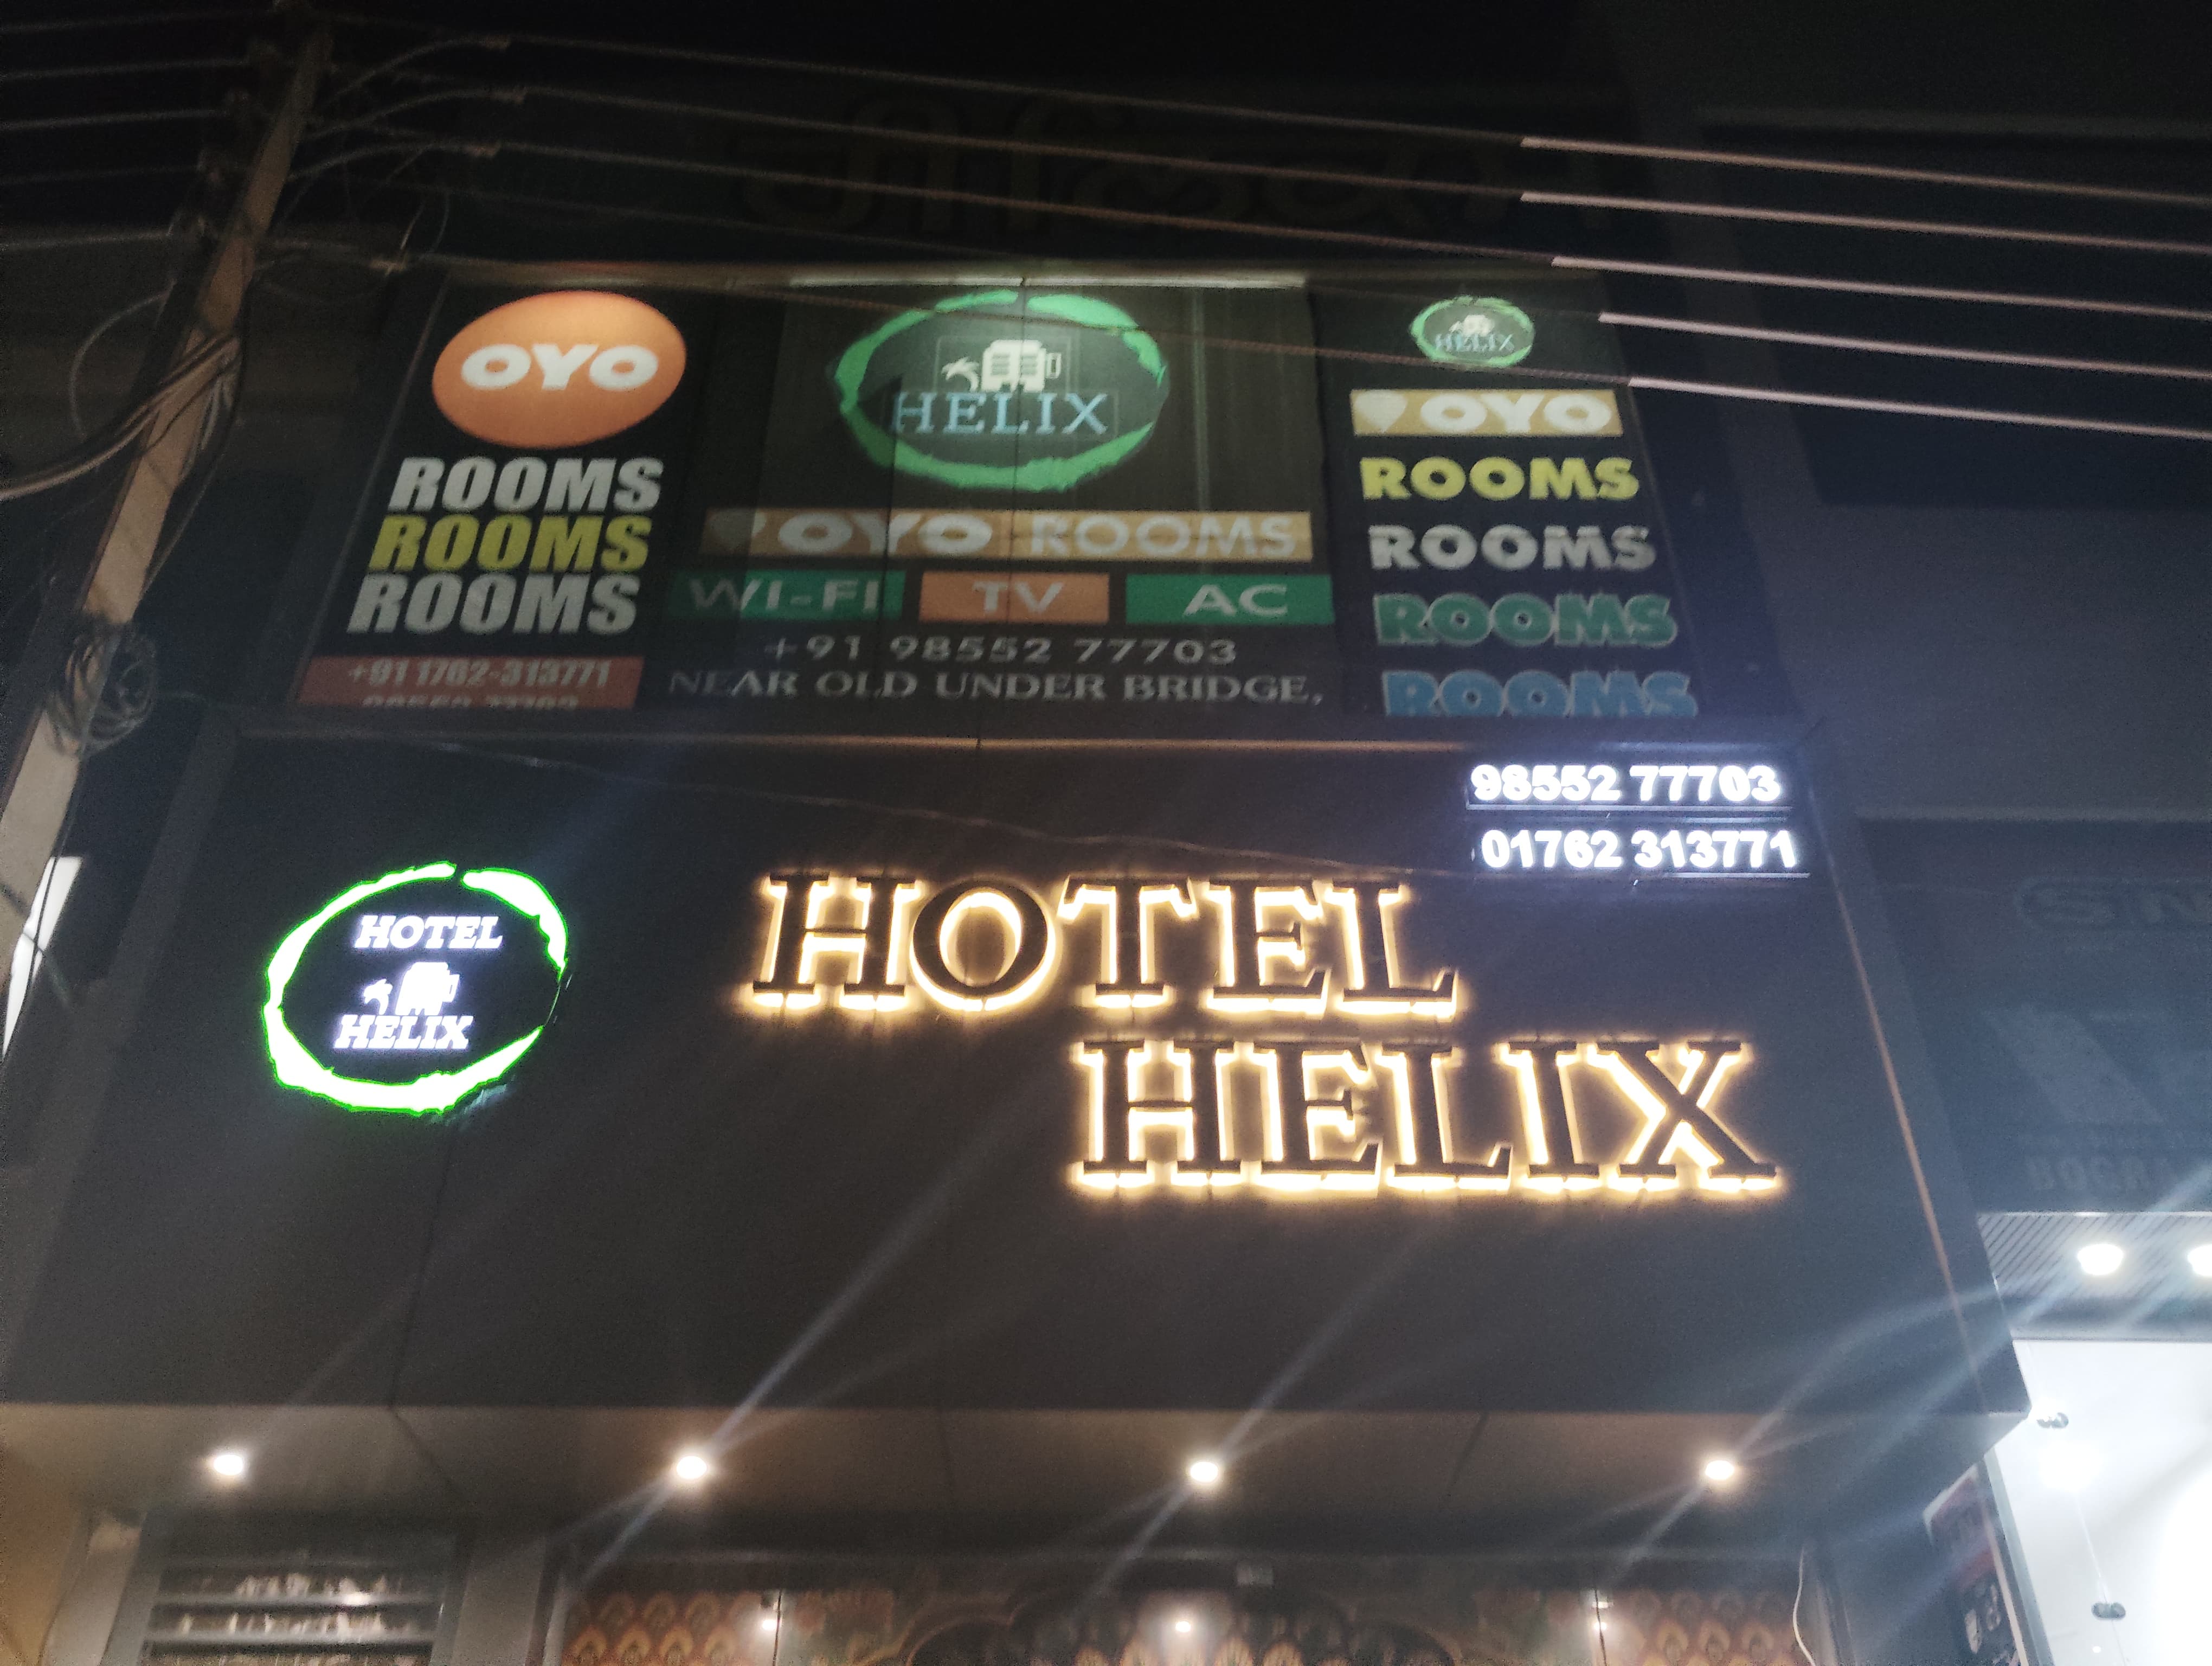 OYO
ROOMS
ROOMS
ROOMS
+91 1762-313771
HELIX
OYO ROOMS
WI-FI TV AC
+91 98552 77703
NEAR OLD UNDER BRIDGE,
HELIX
OYO
ROOMS
ROOMS
ROOMS
ROOMS
98552 77703
01762 313771
HOTEL
HELIX
HOTEL
HELIX